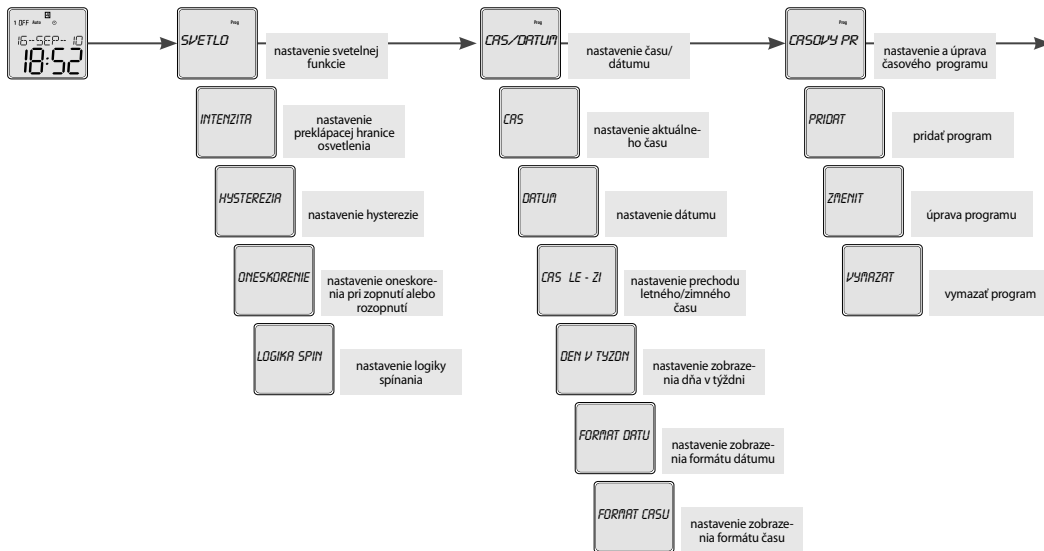 1 OFF Auto
16-SEP-10
18:52
Prog
SVETLO
nastavenie svetelnej
funkcie
INTENZITA
nastavenie
preklápacej hranice
osvetlenia
HYSTEREZIA
nastavenie hysterezie
ONESKORENIE
nastavenie oneskore-
nia pri zopnutí alebo
rozopnutí
LOGIKA SPIN
nastavenie logiky
spínania
Prog
CAS/DATUM
nastavenie času/
dátumu
CAS
nastavenie aktuálne-
ho času
DATUM
nastavenie dátumu
CAS LE - ZI
nastavenie prechodu
letného/zimného
času
DEN V TYZDN
nastavenie zobraze-
nia dňa v týždni
FORMAT DATU
nastavenie zobraze-
nia formátu dátumu
FORMAT CASU
nastavenie zobraze-
nia formátu času
Prog
CASOVY PR
nastavenie a úprava
časového programu
PRIDAT
pridať program
ZMENIT
úprava programu
VYMAZAT
vymazať program